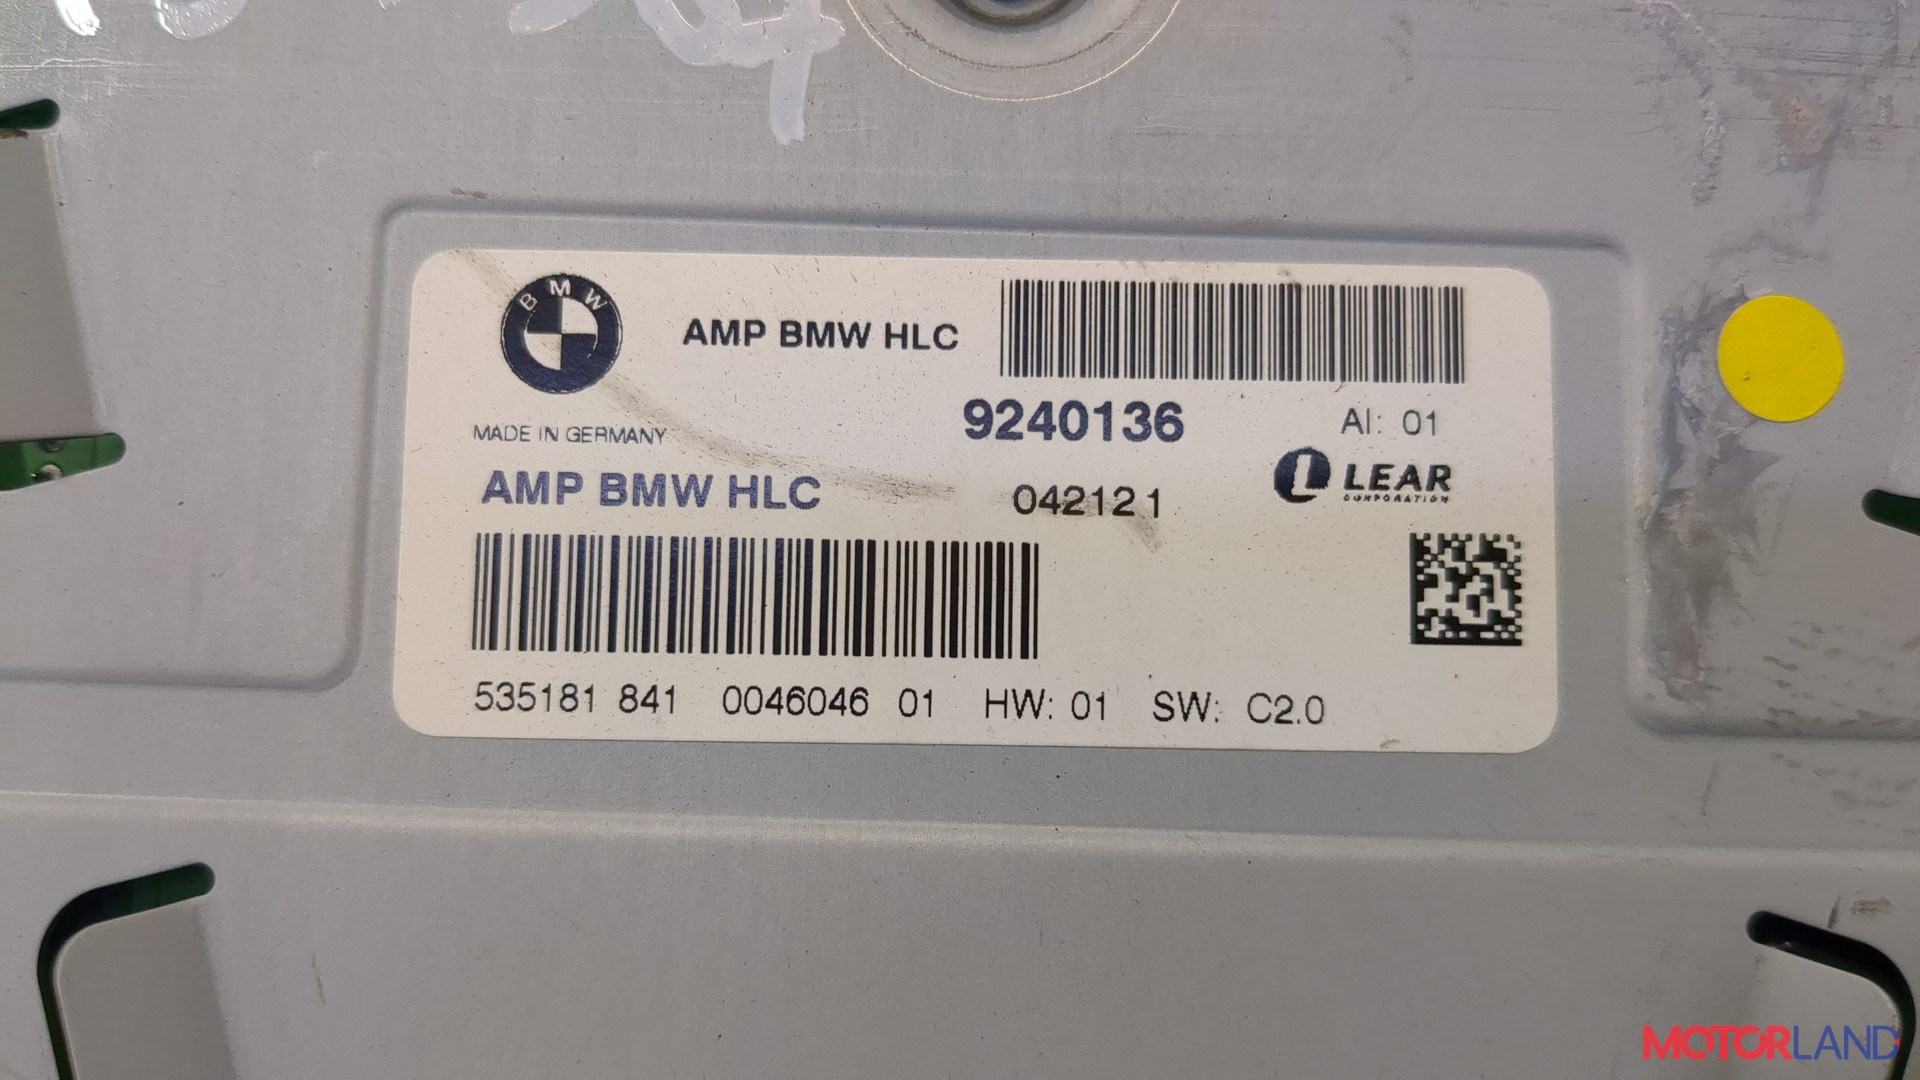 BMW
AMP BMW HLC
9240136 AI: 01
MADE IN GERMANY
AMP BMW HLC 042121
LEAR
CORPORATION
535181 841 0046046 01 HW: 01 SW: C2.0
MOTORLAND